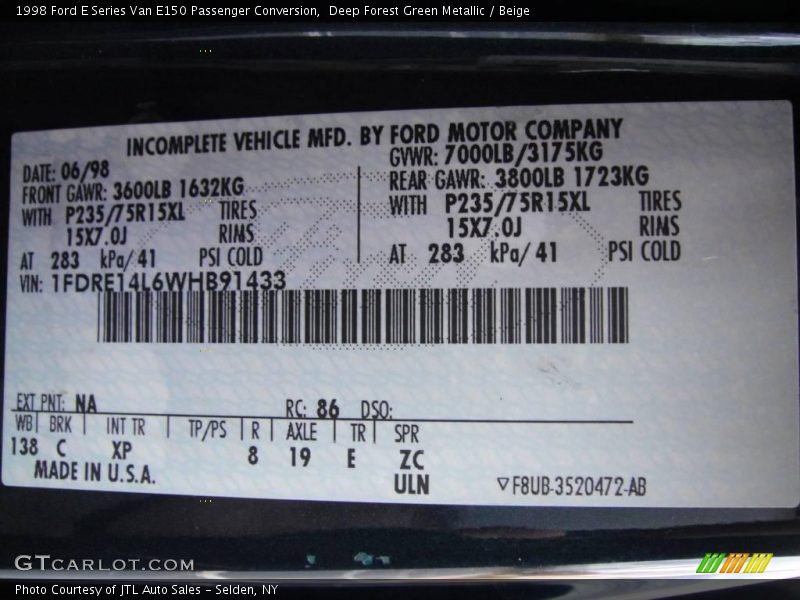 1998 Ford E Series Van E150 Passenger Conversion, Deep Forest Green Metallic / Beige
INCOMPLETE VEHICLE MFD. BY FORD MOTOR COMPANY
DATE: 06/98 GVWR: 7000LB/3175KG
FRONT GAWR: 3600LB 1632KG REAR GAWR: 3800LB 1723KG
WITH P235/75R15XL TIRES WITH P235/75R15XL TIRES
15X7.0J RIMS 15X7.0J RIMS
AT 283 kPa/ 41 PSI COLD AT 283 kPa/ 41 PSI COLD
VIN: 1FDRE14L6WHB91433
EXT PNT: NA RC: 86 DSO:
WB BRK INT TR TP/PS R AXLE TR SPR
138 C XP 8 19 E ZC
MADE IN U.S.A. ULN ▽F8UB-3520472-AB
GTCARLOT.COM
Photo Courtesy of JTL Auto Sales - Selden, NY